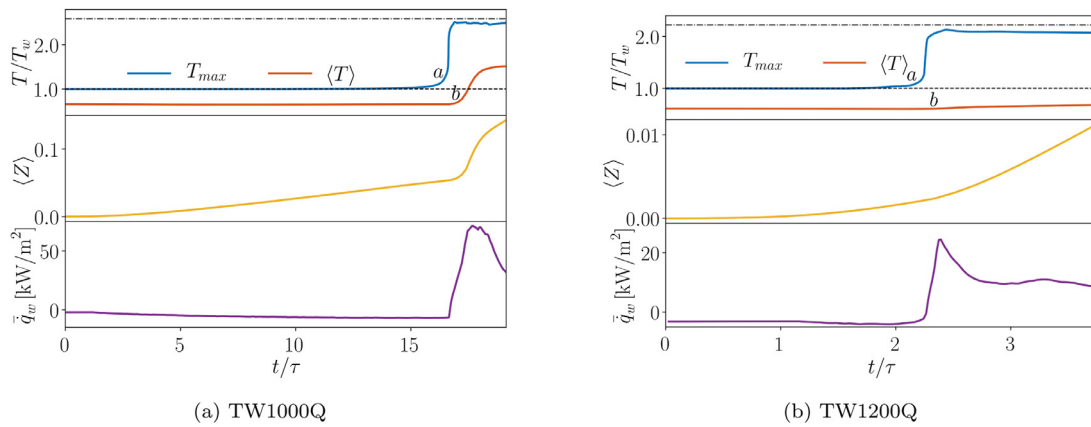 T/T_w
2.0
1.0
T_max
⟨T⟩
a
b
⟨Z⟩
0.1
0.0
q̄̇_w [kW/m²]
50
0
0 5 10 15
t/τ
(a) TW1000Q
T/T_w
2.0
1.0
T_max
⟨T⟩
a
b
⟨Z⟩
0.01
0.00
q̄̇_w [kW/m²]
20
0
0 1 2 3
t/τ
(b) TW1200Q